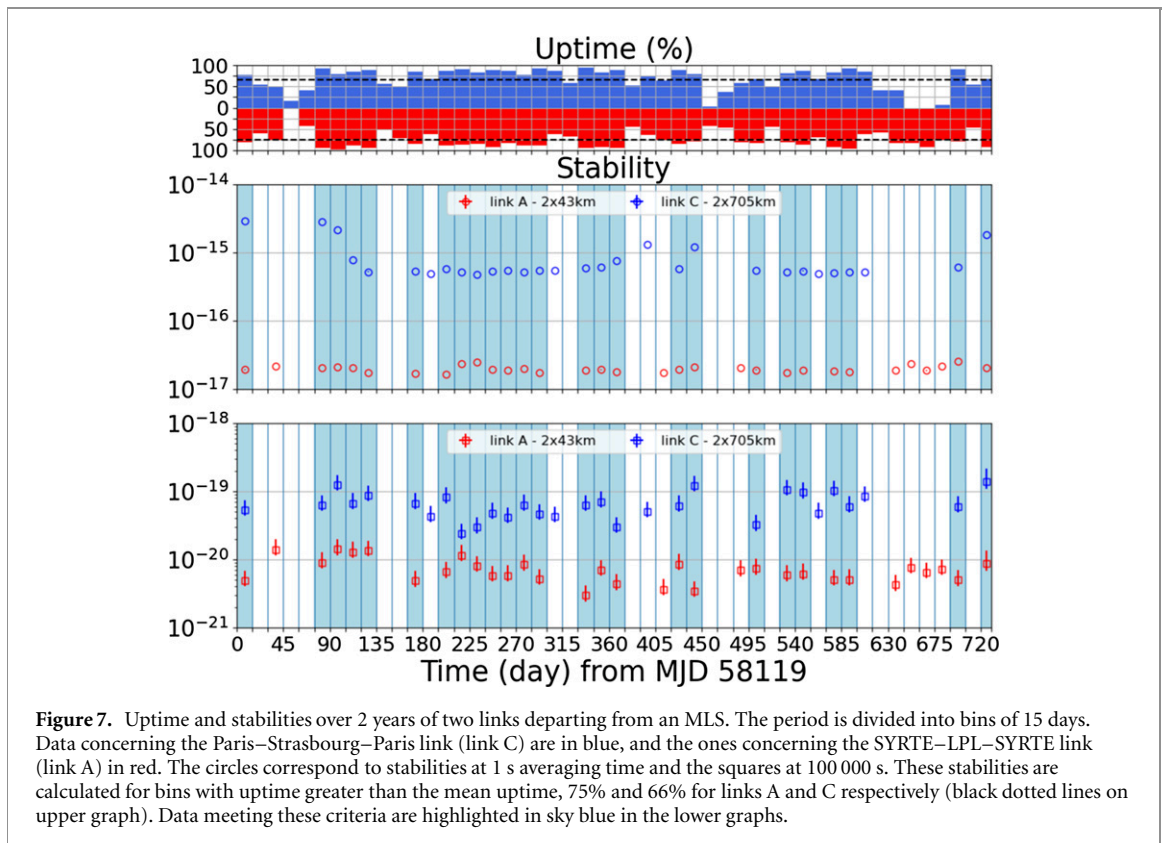 Uptime (%)
100
50
0
50
100
Stability
10−14
link A - 2x43km link C - 2x705km
10−15
10−16
10−17
10−18
link A - 2x43km link C - 2x705km
10−19
10−20
10−21
0 45 90 135 180 225 270 315 360 405 450 495 540 585 630 675 720
Time (day) from MJD 58119
Figure 7. Uptime and stabilities over 2 years of two links departing from an MLS. The period is divided into bins of 15 days.
Data concerning the Paris–Strasbourg–Paris link (link C) are in blue, and the ones concerning the SYRTE–LPL–SYRTE link
(link A) in red. The circles correspond to stabilities at 1 s averaging time and the squares at 100 000 s. These stabilities are
calculated for bins with uptime greater than the mean uptime, 75% and 66% for links A and C respectively (black dotted lines on
upper graph). Data meeting these criteria are highlighted in sky blue in the lower graphs.